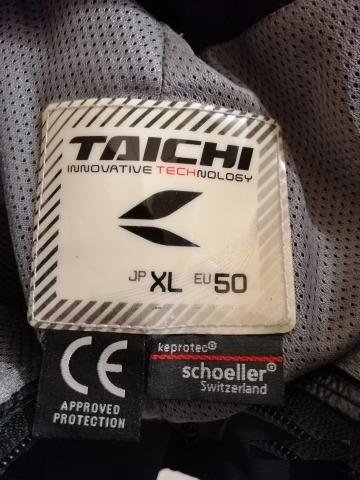 TAICHI
INNOVATIVE TECHNOLOGY
JP XL EU 50
CE
APPROVED
PROTECTION
keprotec®
schoeller®
Switzerland